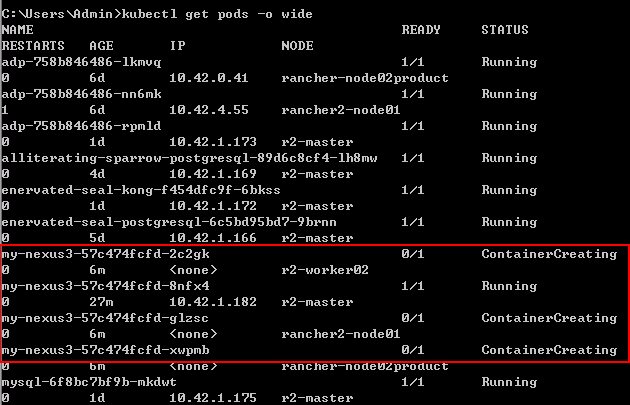 C:\Users\Admin>kubectl get pods -o wide
NAME READY STATUS
RESTARTS AGE IP NODE
adp-758b846486-lkmvq 1/1 Running
0 6d 10.42.0.41 rancher-node02product
adp-758b846486-nn6mk 1/1 Running
1 6d 10.42.4.55 rancher2-node01
adp-758b846486-rpmld 1/1 Running
0 1d 10.42.1.173 r2-master
alliterating-sparrow-postgresql-89d6c8cf4-lh8mw 1/1 Running
0 4d 10.42.1.169 r2-master
enervated-seal-kong-f454dfc9f-6bkss 1/1 Running
0 1d 10.42.1.172 r2-master
enervated-seal-postgresql-6c5bd95bd7-9brnn 1/1 Running
0 5d 10.42.1.166 r2-master
my-nexus3-57c474fcfd-2c2gk 0/1 ContainerCreating
0 6m <none> r2-worker02
my-nexus3-57c474fcfd-8nfx4 1/1 Running
0 27m 10.42.1.182 r2-master
my-nexus3-57c474fcfd-glzsc 0/1 ContainerCreating
0 6m <none> rancher2-node01
my-nexus3-57c474fcfd-xwpmb 0/1 ContainerCreating
0 6m <none> rancher-node02product
mysql-6f8bc7bf9b-mkdwt 1/1 Running
0 1d 10.42.1.175 r2-master